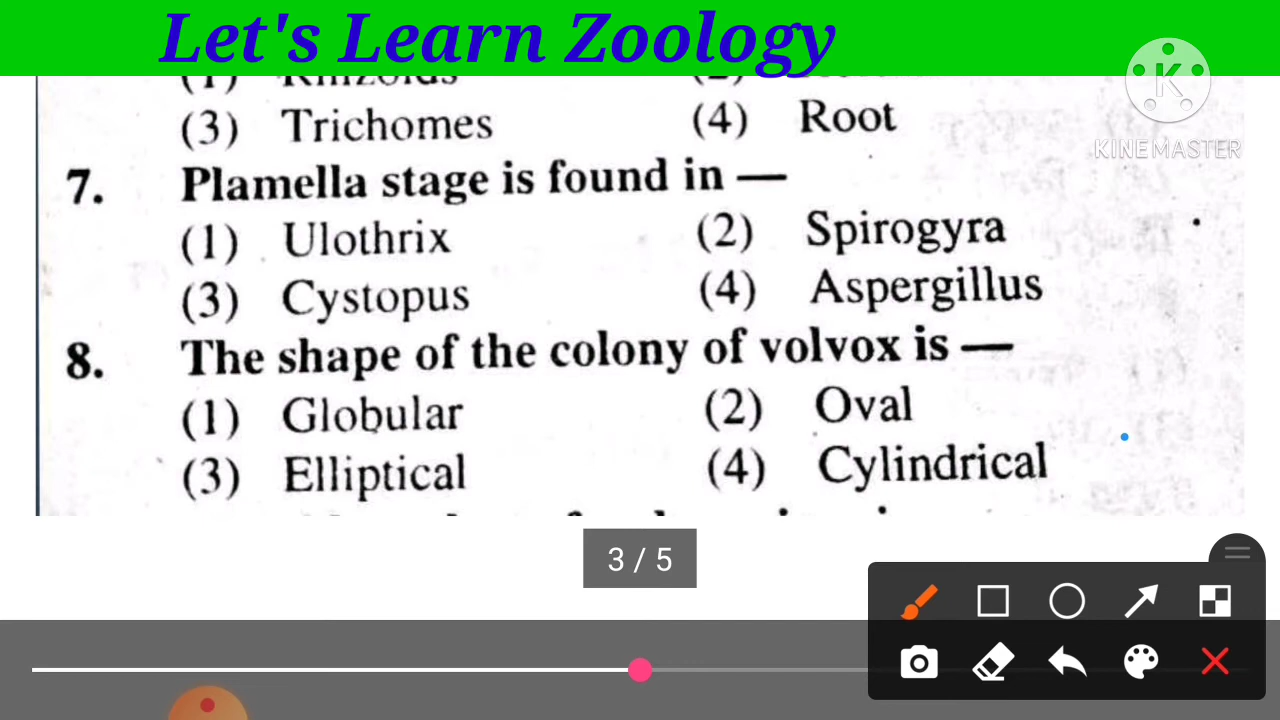 Let's Learn Zoology
KINEMASTER
(3) Trichomes (4) Root
7. Plamella stage is found in —
(1) Ulothrix (2) Spirogyra
(3) Cystopus (4) Aspergillus
8. The shape of the colony of volvox is —
(1) Globular (2) Oval
(3) Elliptical (4) Cylindrical
3 / 5